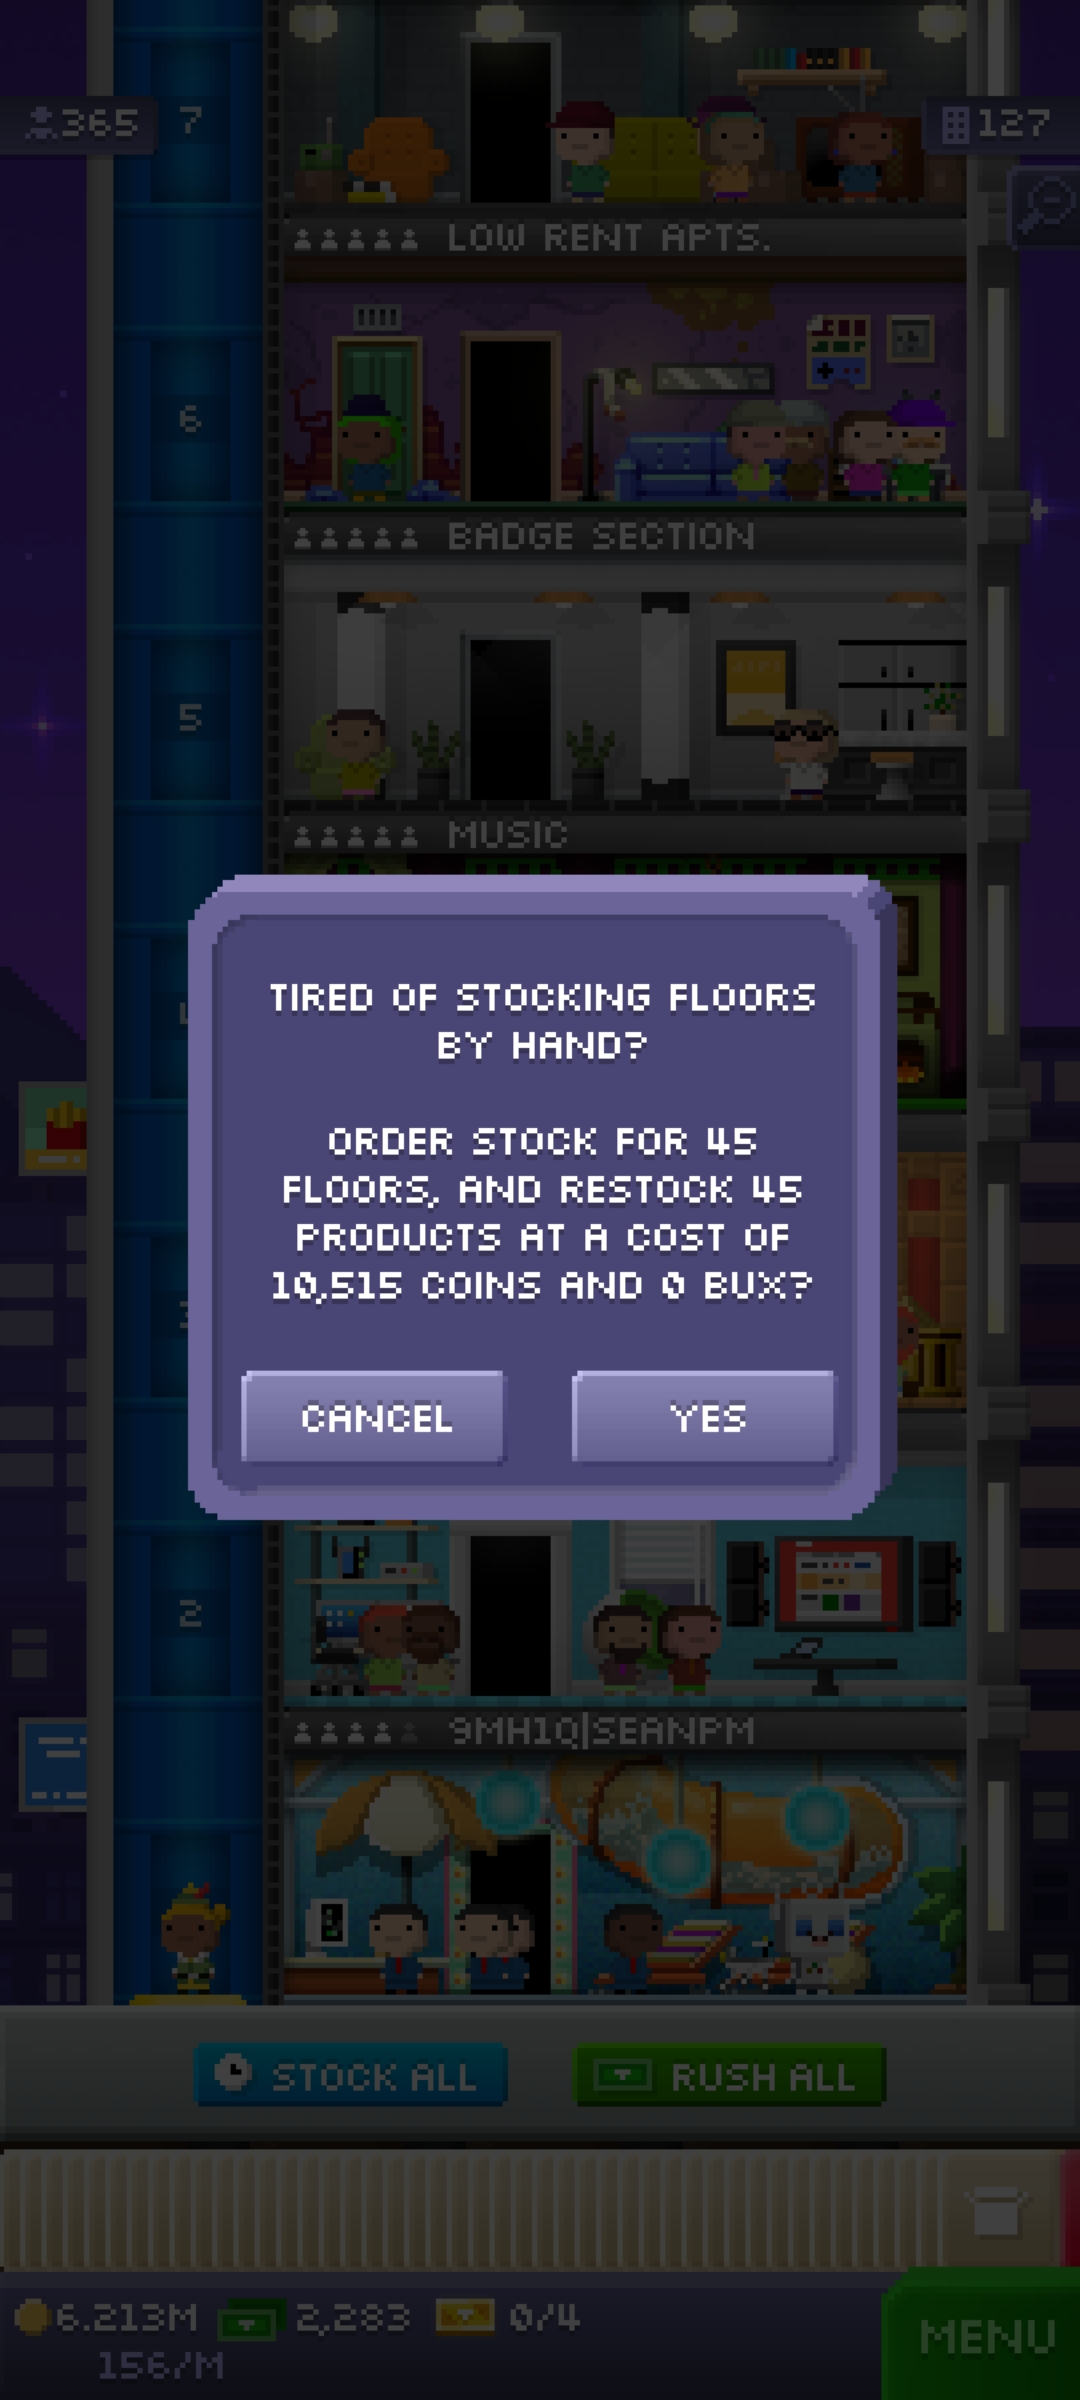 365
7
127
LOW RENT APTS.
6
BADGE SECTION
5
MUSIC
TIRED OF STOCKING FLOORS
BY HAND?
ORDER STOCK FOR 45
FLOORS, AND RESTOCK 45
PRODUCTS AT A COST OF
10,515 COINS AND 0 BUX?
CANCEL
YES
2
9MH1Q|SEANPM
STOCK ALL
RUSH ALL
6.213M
2,283
0/4
156/M
MENU